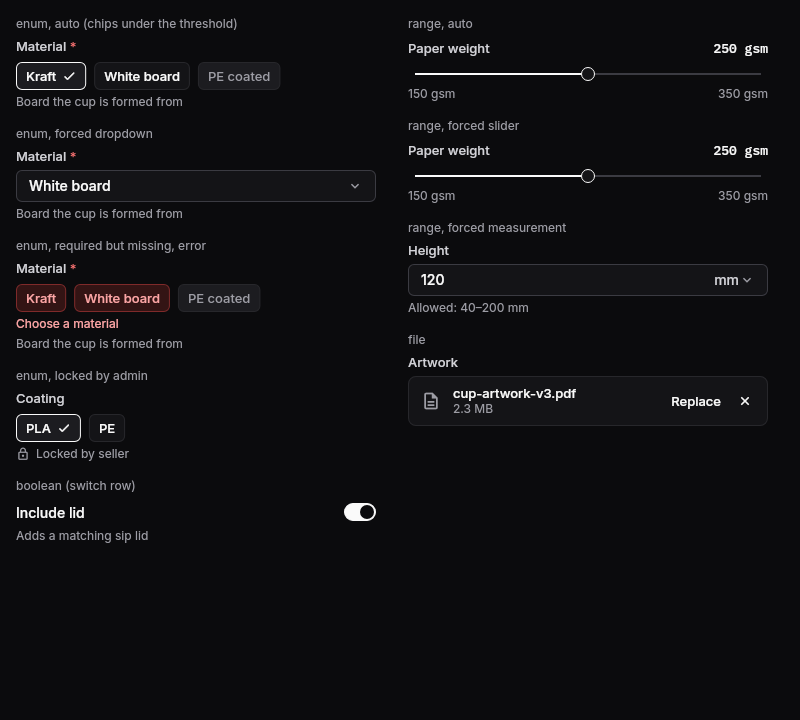 enum, auto (chips under the threshold)
Material *
Kraft
White board
PE coated
Board the cup is formed from
enum, forced dropdown
Material *
White board
Board the cup is formed from
enum, required but missing, error
Material *
Kraft
White board
PE coated
Choose a material
Board the cup is formed from
enum, locked by admin
Coating
PLA
PE
Locked by seller
boolean (switch row)
Include lid
Adds a matching sip lid
range, auto
Paper weight
250 gsm
150 gsm
350 gsm
range, forced slider
Paper weight
250 gsm
150 gsm
350 gsm
range, forced measurement
Height
120
mm
Allowed: 40–200 mm
file
Artwork
cup-artwork-v3.pdf
2.3 MB
Replace